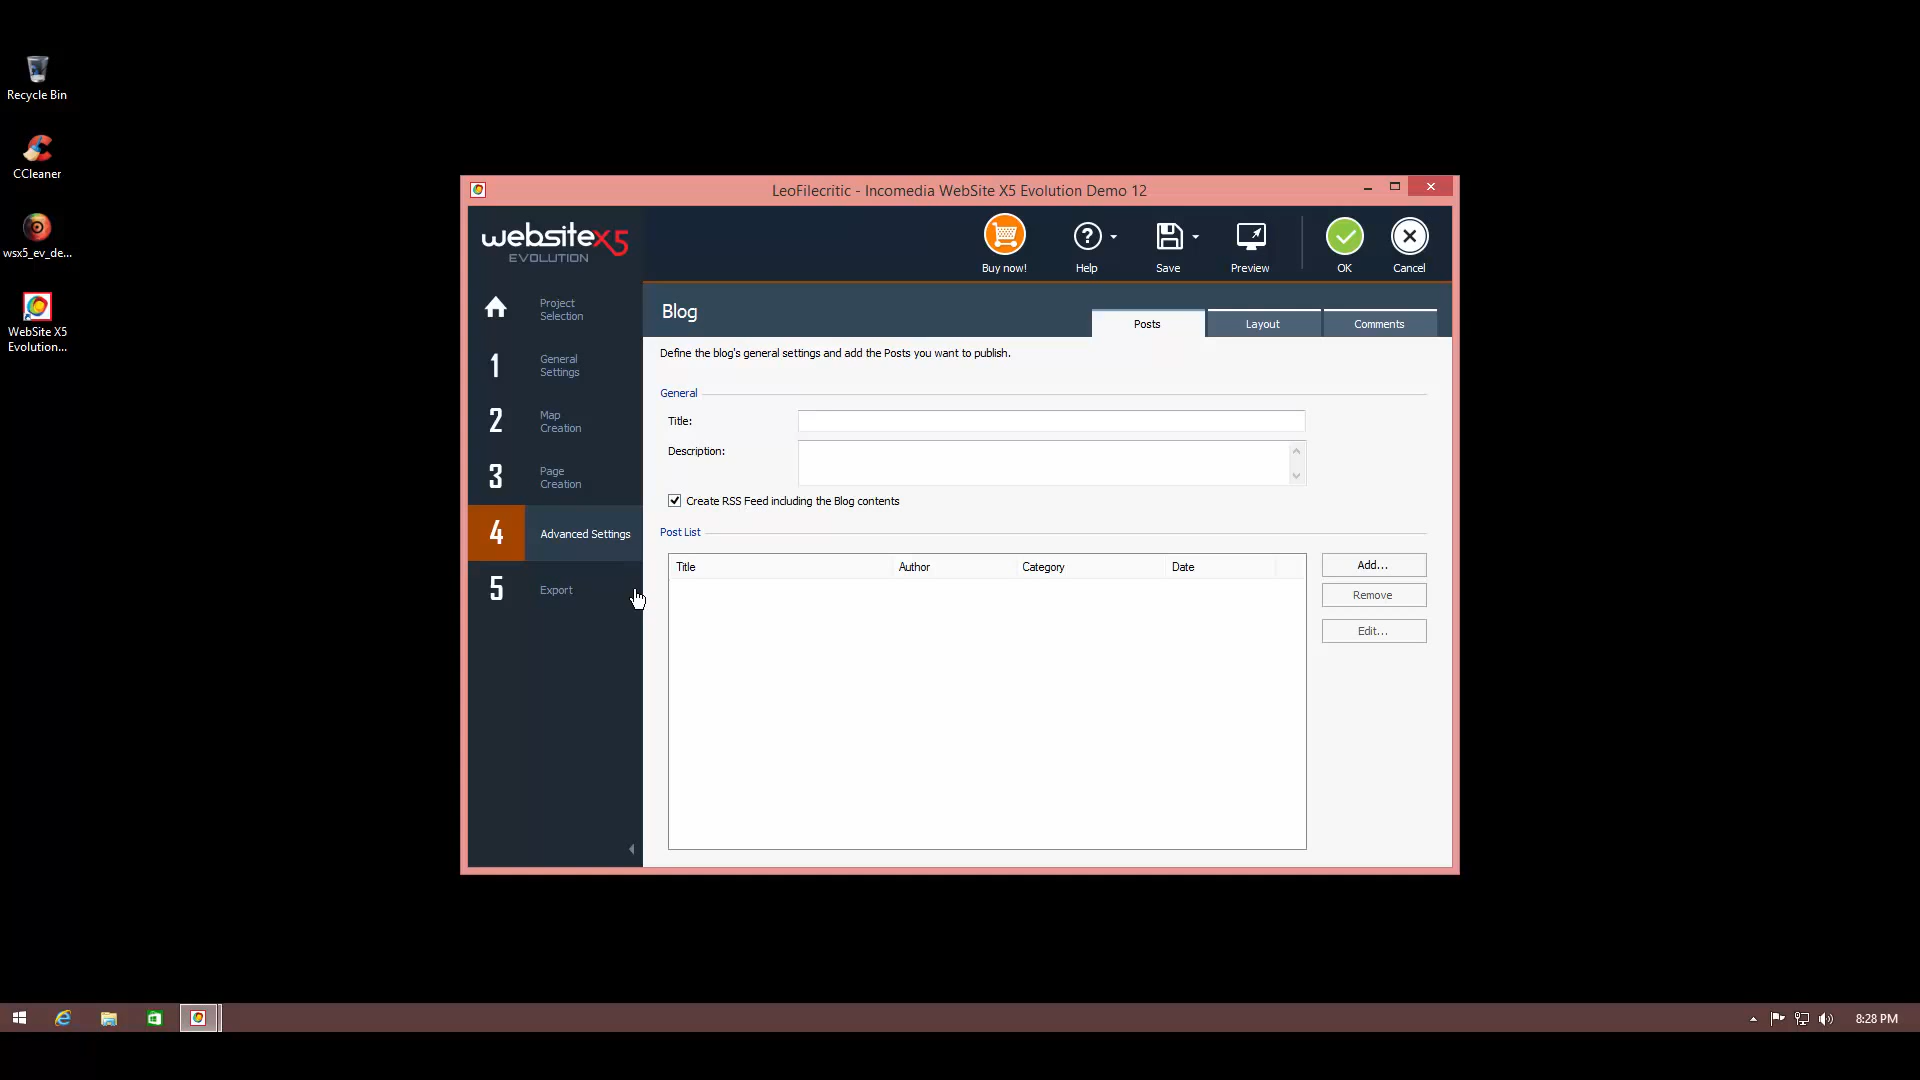 Recycle Bin
CCleaner
wsx5_ev_de...
WebSite X5
Evolution...
LeoFilecritic - Incomedia WebSite X5 Evolution Demo 12
websitex5
EVOLUTION
Buy now!
Help
Save
Preview
OK
Cancel
Project
Selection
1
General
Settings
2
Map
Creation
3
Page
Creation
4
Advanced Settings
5
Export
Blog
Posts
Layout
Comments
Define the blog's general settings and add the Posts you want to publish.
General
Title:
Description:
Create RSS Feed including the Blog contents
Post List
Title
Author
Category
Date
Add...
Remove
Edit...
8:28 PM